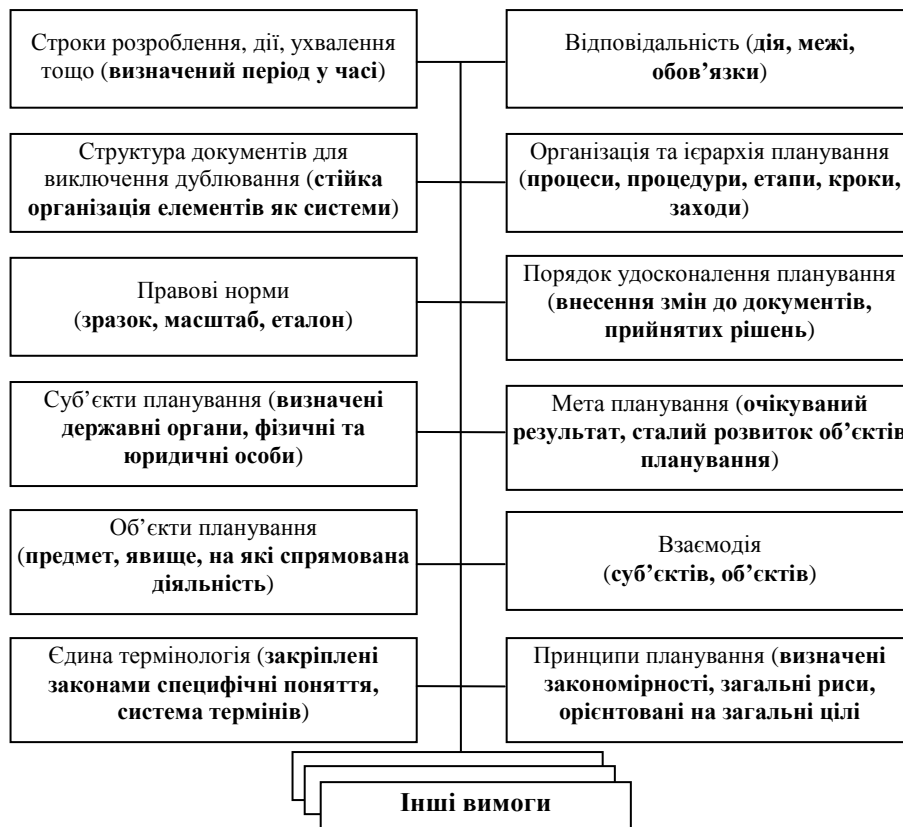 Строки розроблення, дії, ухвалення
тощо (визначений період у часі)
Відповідальність (дія, межі,
обов’язки)
Структура документів для
виключення дублювання (стійка
організація елементів як системи)
Організація та ієрархія планування
(процеси, процедури, етапи, кроки,
заходи)
Правові норми
(зразок, масштаб, еталон)
Порядок удосконалення планування
(внесення змін до документів,
прийнятих рішень)
Суб’єкти планування (визначені
державні органи, фізичні та
юридичні особи)
Мета планування (очікуваний
результат, сталий розвиток об’єктів
планування)
Об’єкти планування
(предмет, явище, на які спрямована
діяльність)
Взаємодія
(суб’єктів, об’єктів)
Єдина термінологія (закріплені
законами специфічні поняття,
система термінів)
Принципи планування (визначені
закономірності, загальні риси,
орієнтовані на загальні цілі
Інші вимоги